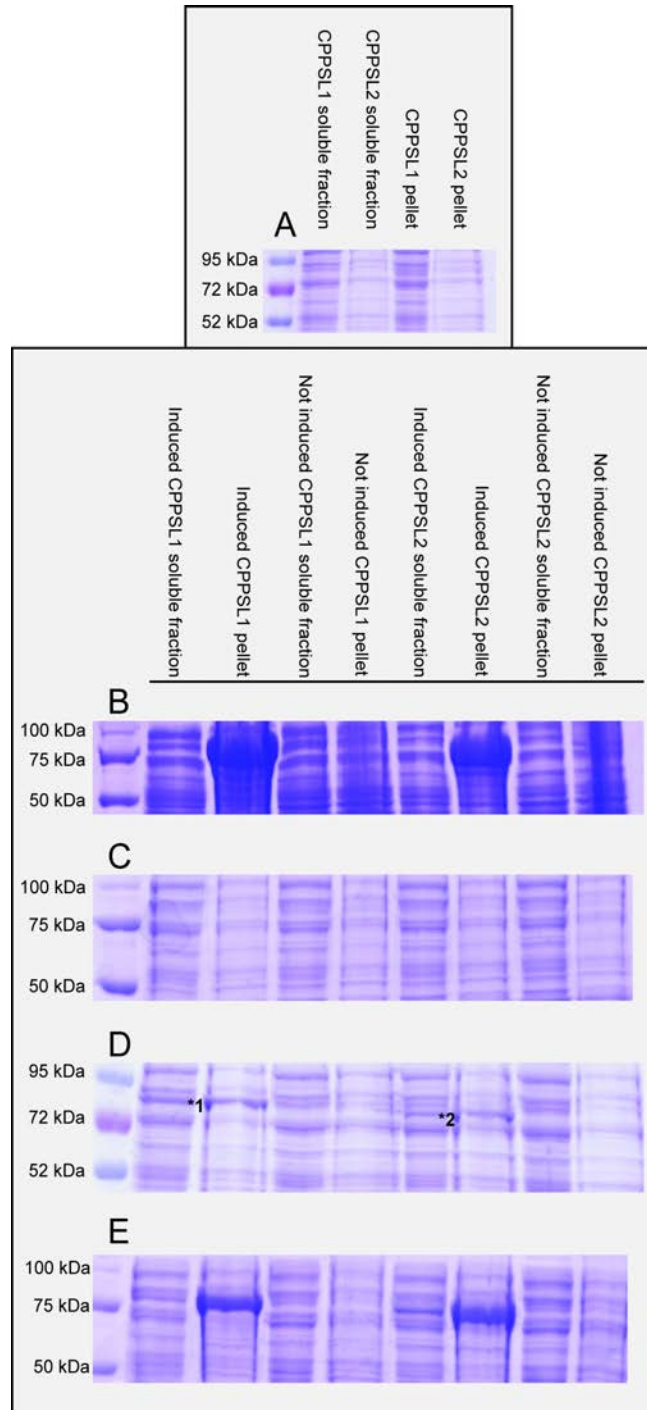 CPPSL1 soluble fraction
CPPSL2 soluble fraction
CPPSL1 pellet
CPPSL2 pellet
A
95 kDa
72 kDa
52 kDa
Induced CPPSL1 soluble fraction
Induced CPPSL1 pellet
Not induced CPPSL1 soluble fraction
Not induced CPPSL1 pellet
Induced CPPSL2 soluble fraction
Induced CPPSL2 pellet
Not induced CPPSL2 soluble fraction
Not induced CPPSL2 pellet
B
100 kDa
75 kDa
50 kDa
C
100 kDa
75 kDa
50 kDa
D
95 kDa
*1
72 kDa
*2
52 kDa
E
100 kDa
75 kDa
50 kDa